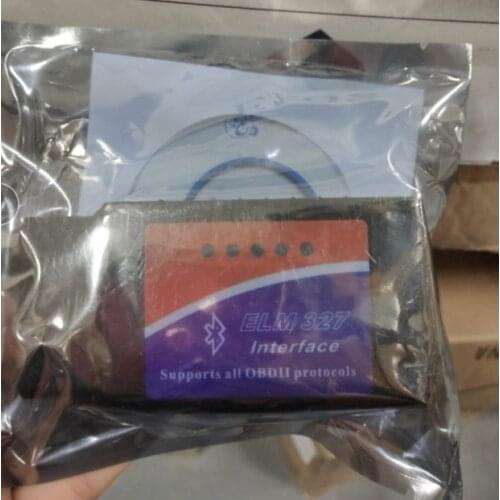 ELM 327
Interface
Supports all OBDII protocols